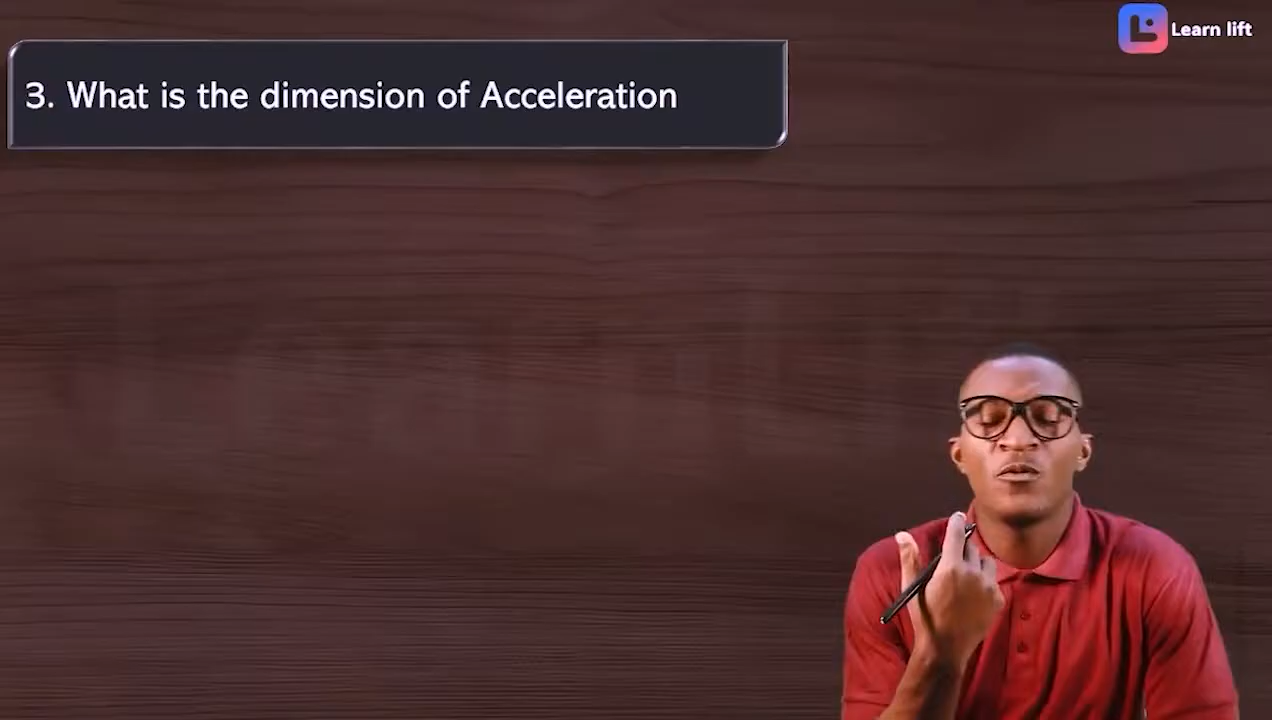 Learn lift
3. What is the dimension of Acceleration